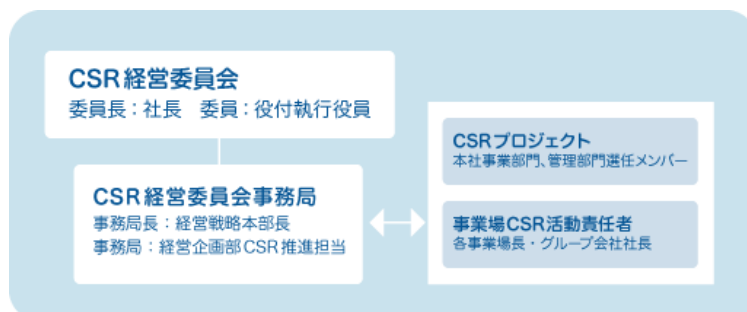 CSR経営委員会
委員長：社長　委員：役付執行役員
CSR経営委員会事務局
事務局長：経営戦略本部長
事務局：経営企画部CSR推進担当
CSRプロジェクト
本社事業部門、管理部門選任メンバー
事業場CSR活動責任者
各事業場長・グループ会社社長